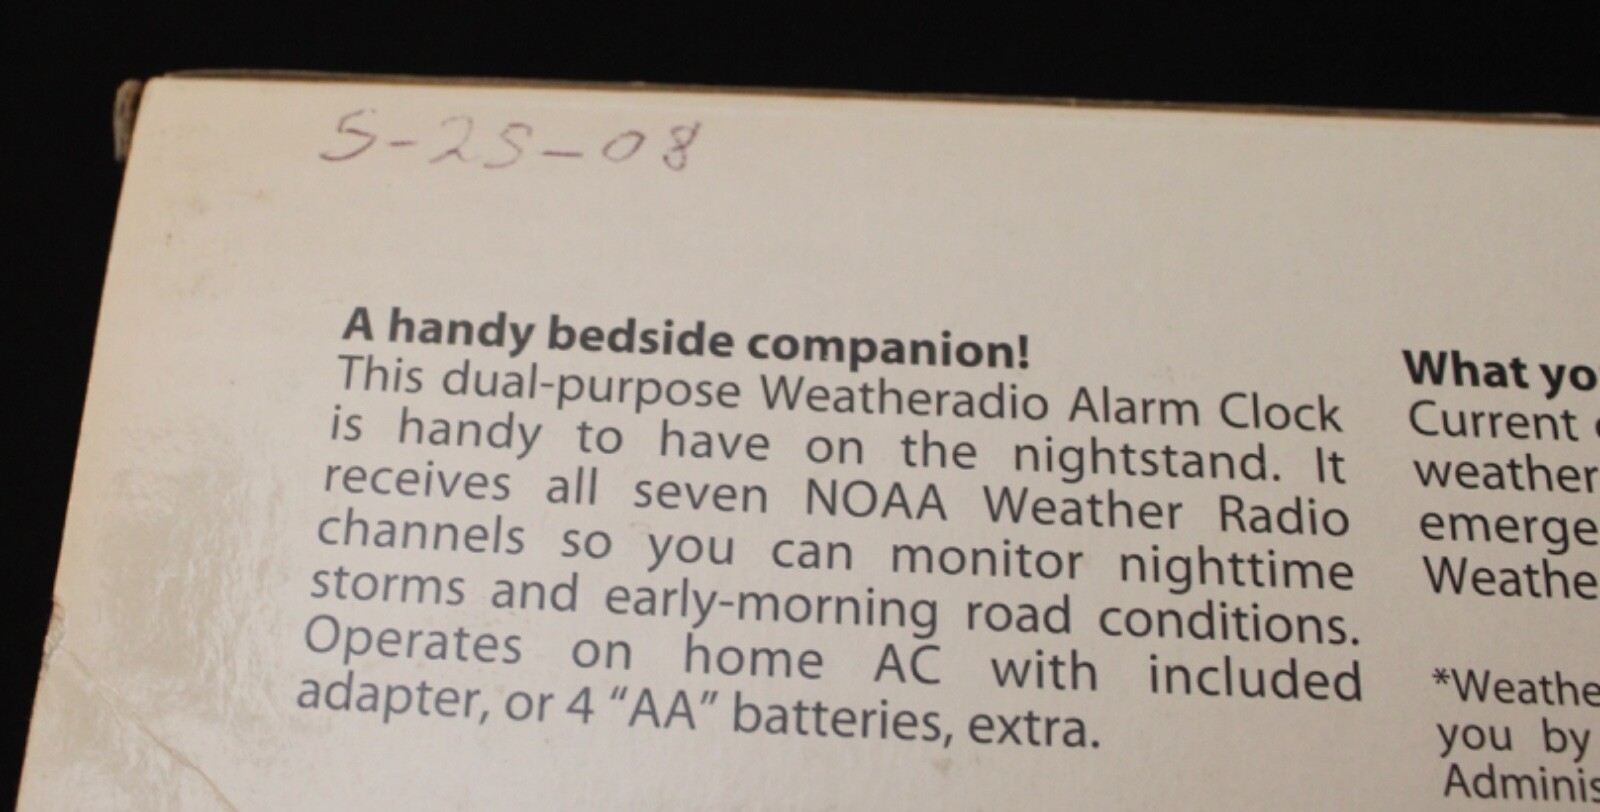 5-25-08
A handy bedside companion!
This dual-purpose Weatheradio Alarm Clock
is handy to have on the nightstand. It
receives all seven NOAA Weather Radio
channels so you can monitor nighttime
storms and early-morning road conditions.
Operates on home AC with included
adapter, or 4 “AA” batteries, extra.
What yo
Current
weather
emerge
Weathe
*Weathe
you by
Adminis